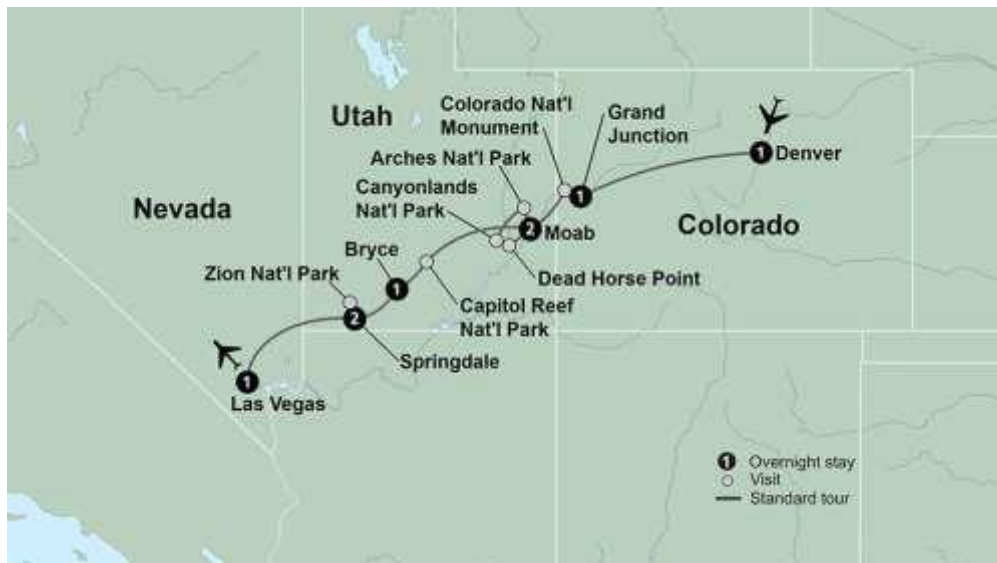 Utah
Colorado Nat'l
Monument
Grand
Junction
Arches Nat'l Park
1 Denver
Canyonlands
Nat'l Park
1
Nevada
2 Moab
Colorado
Bryce
1
Dead Horse Point
Zion Nat'l Park
Capitol Reef
Nat'l Park
2
Springdale
1
Las Vegas
1 Overnight stay
Visit
Standard tour